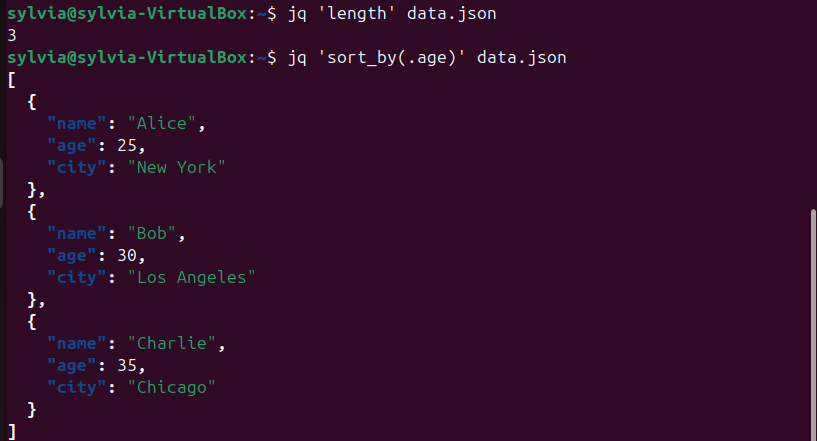 sylvia@sylvia-VirtualBox:~$ jq 'length' data.json
3
sylvia@sylvia-VirtualBox:~$ jq 'sort_by(.age)' data.json
[
  {
    "name": "Alice",
    "age": 25,
    "city": "New York"
  },
  {
    "name": "Bob",
    "age": 30,
    "city": "Los Angeles"
  },
  {
    "name": "Charlie",
    "age": 35,
    "city": "Chicago"
  }
]